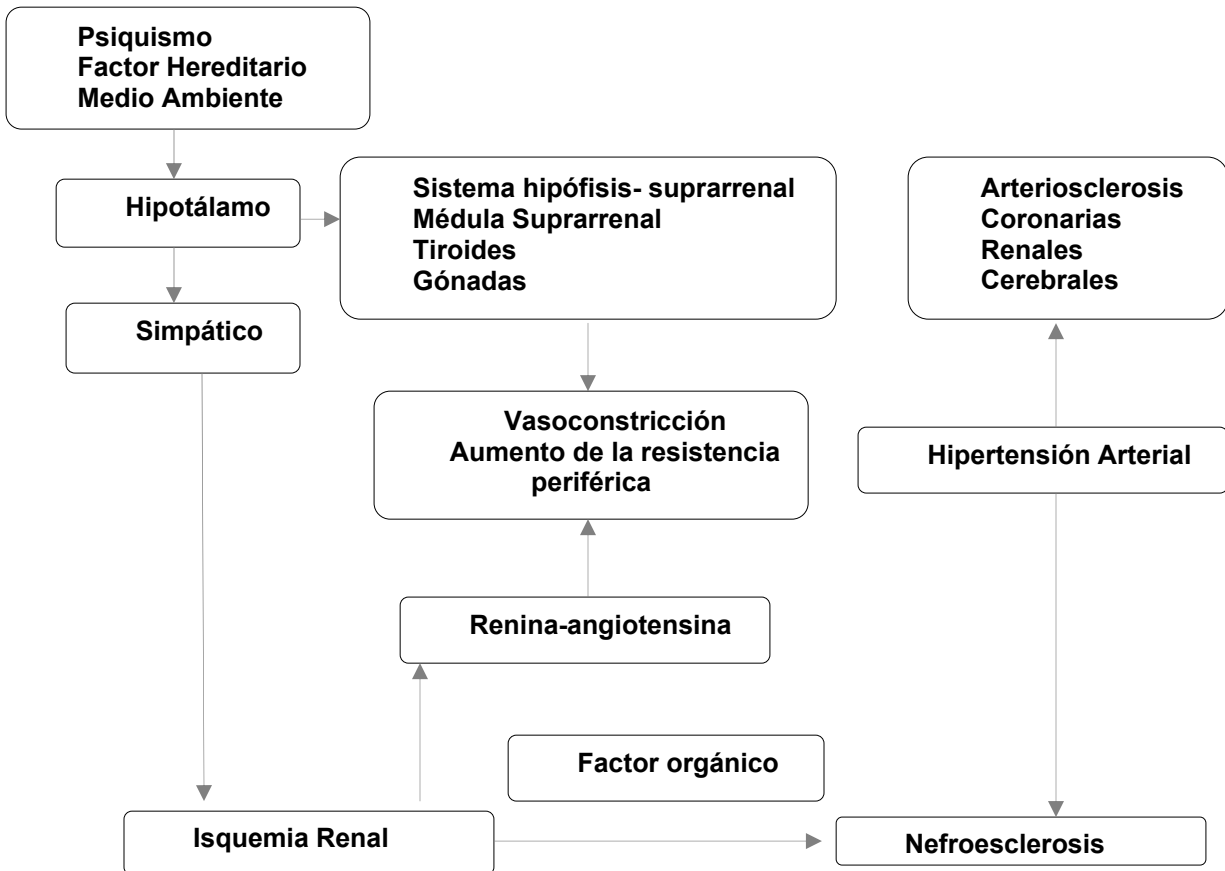 Psiquismo
Factor Hereditario
Medio Ambiente
Hipotálamo
Sistema hipófisis- suprarrenal
Médula Suprarrenal
Tiroides
Gónadas
Arteriosclerosis
Coronarias
Renales
Cerebrales
Simpático
Vasoconstricción
Aumento de la resistencia
periférica
Hipertensión Arterial
Renina-angiotensina
Factor orgánico
Isquemia Renal
Nefroesclerosis